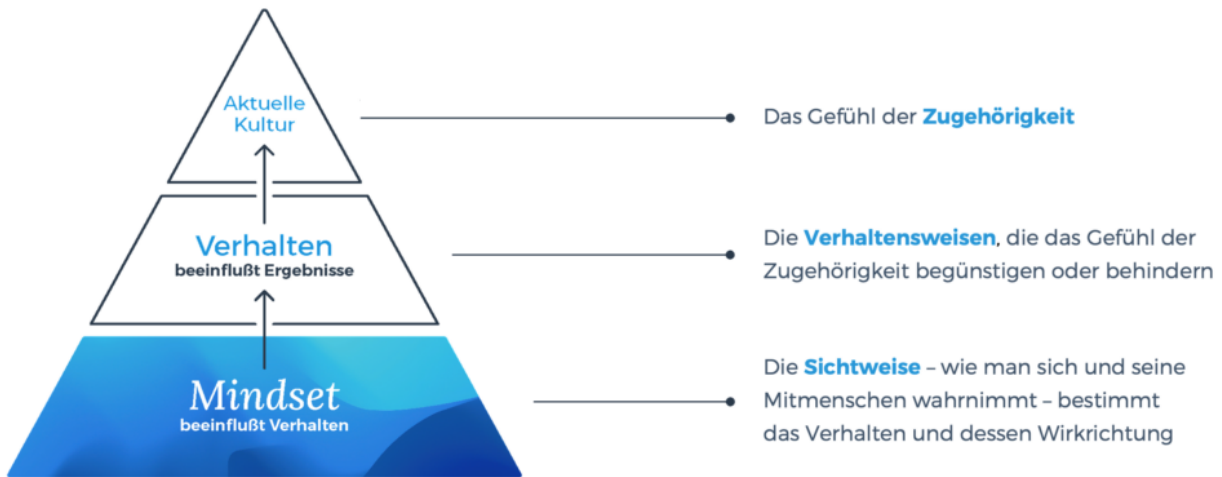 Aktuelle
Kultur
Das Gefühl der Zugehörigkeit
Verhalten
beeinflußt Ergebnisse
Die Verhaltensweisen, die das Gefühl der
Zugehörigkeit begünstigen oder behindern
Mindset
beeinflußt Verhalten
Die Sichtweise – wie man sich und seine
Mitmenschen wahrnimmt – bestimmt
das Verhalten und dessen Wirkrichtung